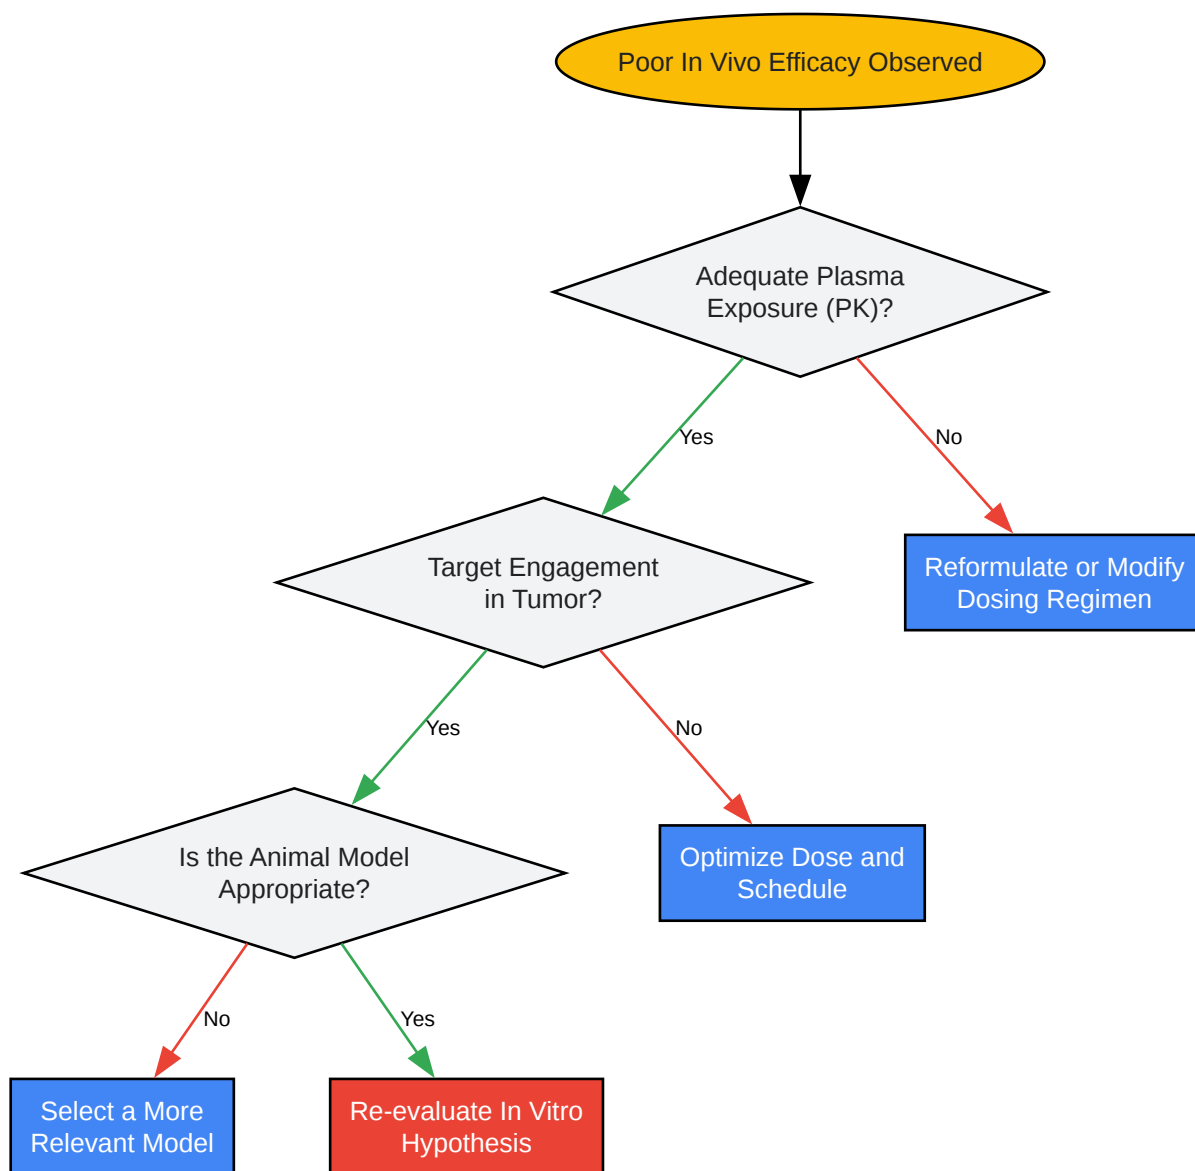 Poor In Vivo Efficacy Observed
Adequate Plasma
Exposure (PK)?
Yes
No
Target Engagement
in Tumor?
Reformulate or Modify
Dosing Regimen
Yes
No
Is the Animal Model
Appropriate?
Optimize Dose and
Schedule
No
Yes
Select a More
Relevant Model
Re-evaluate In Vitro
Hypothesis